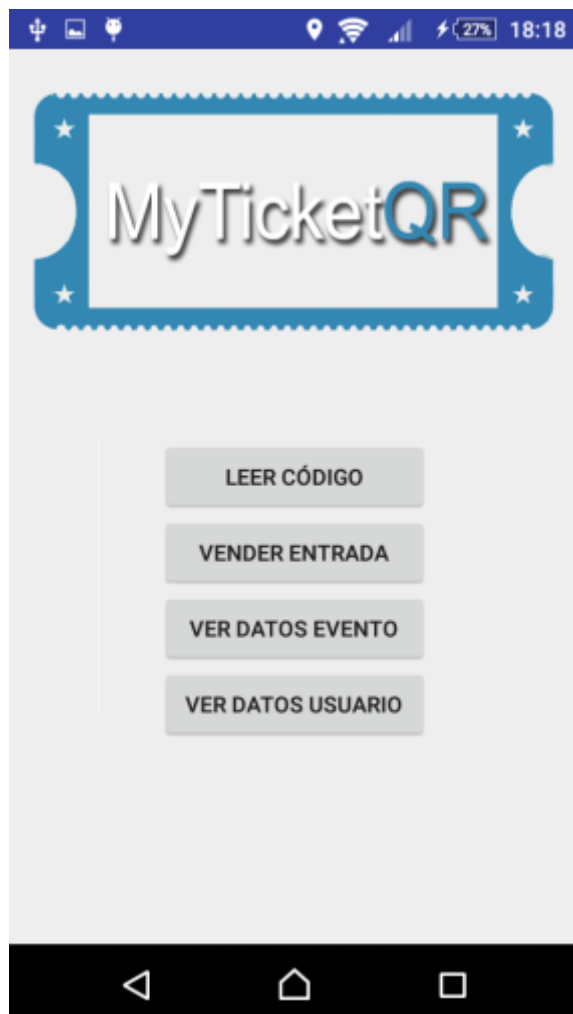 27% 18:18
MyTicketQR
LEER CÓDIGO
VENDER ENTRADA
VER DATOS EVENTO
VER DATOS USUARIO